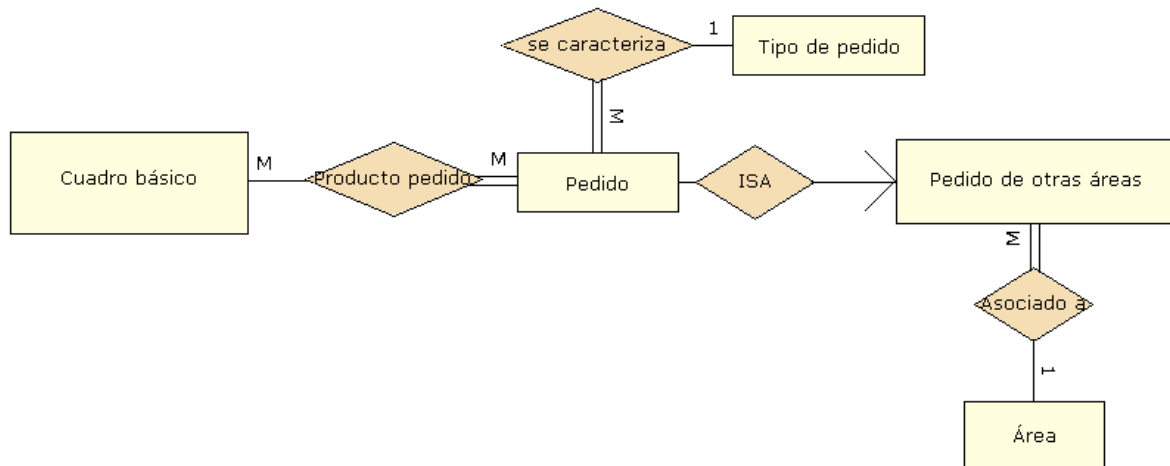 se caracteriza
1
Tipo de pedido
M
Cuadro básico
M
Producto pedido
M
Pedido
ISA
Pedido de otras áreas
M
Asociado a
1
Área